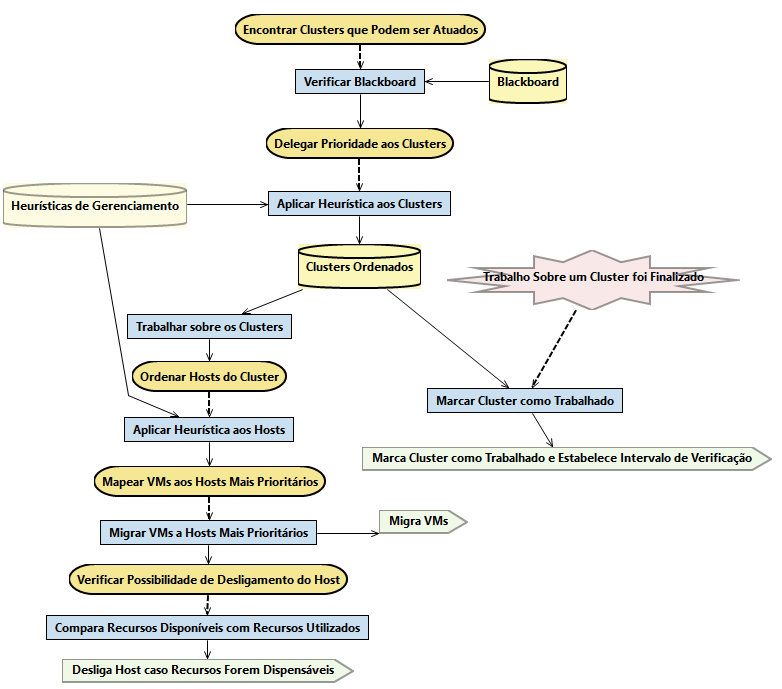 Encontrar Clusters que Podem ser Atuados
Verificar Blackboard
Blackboard
Delegar Prioridade aos Clusters
Heurísticas de Gerenciamento
Aplicar Heurística aos Clusters
Clusters Ordenados
Trabalho Sobre um Cluster foi Finalizado
Trabalhar sobre os Clusters
Ordenar Hosts do Cluster
Marcar Cluster como Trabalhado
Aplicar Heurística aos Hosts
Marca Cluster como Trabalhado e Estabelece Intervalo de Verificação
Mapear VMs aos Hosts Mais Prioritários
Migrar VMs a Hosts Mais Prioritários
Migra VMs
Verificar Possibilidade de Desligamento do Host
Compara Recursos Disponíveis com Recursos Utilizados
Desliga Host caso Recursos Forem Dispensáveis